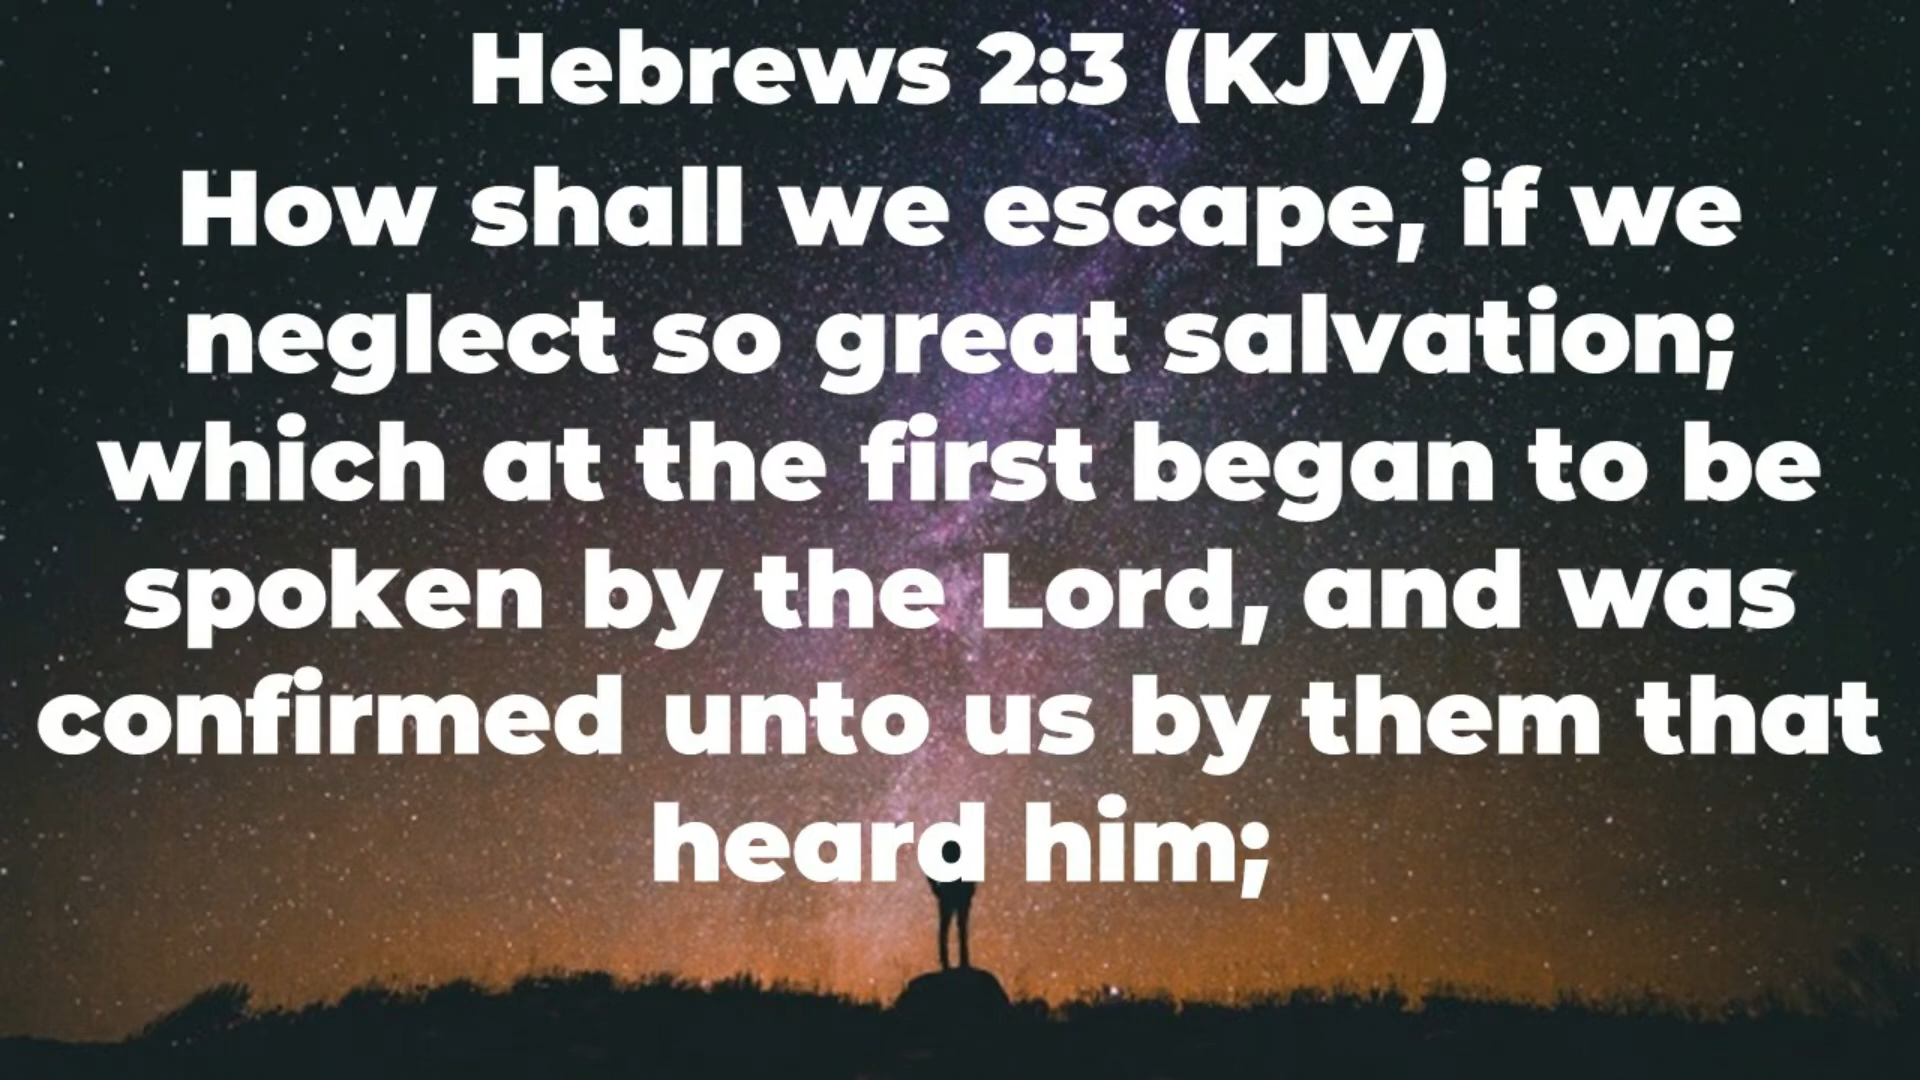 Hebrews 2:3 (KJV)
How shall we escape, if we
neglect so great salvation;
which at the first began to be
spoken by the Lord, and was
confirmed unto us by them that
heard him;